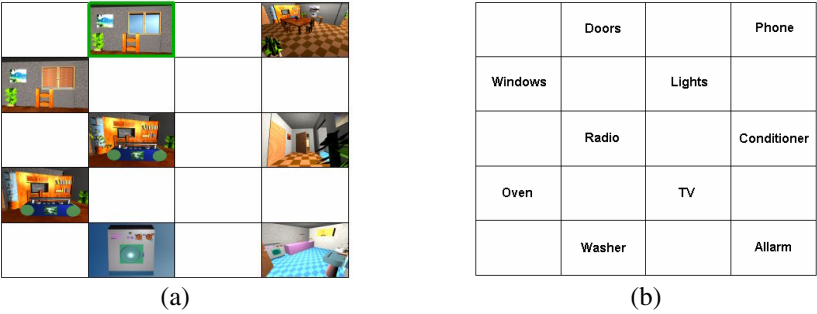 Doors Phone
Windows Lights
Radio Conditioner
Oven TV
Washer Allarm
(a) (b)